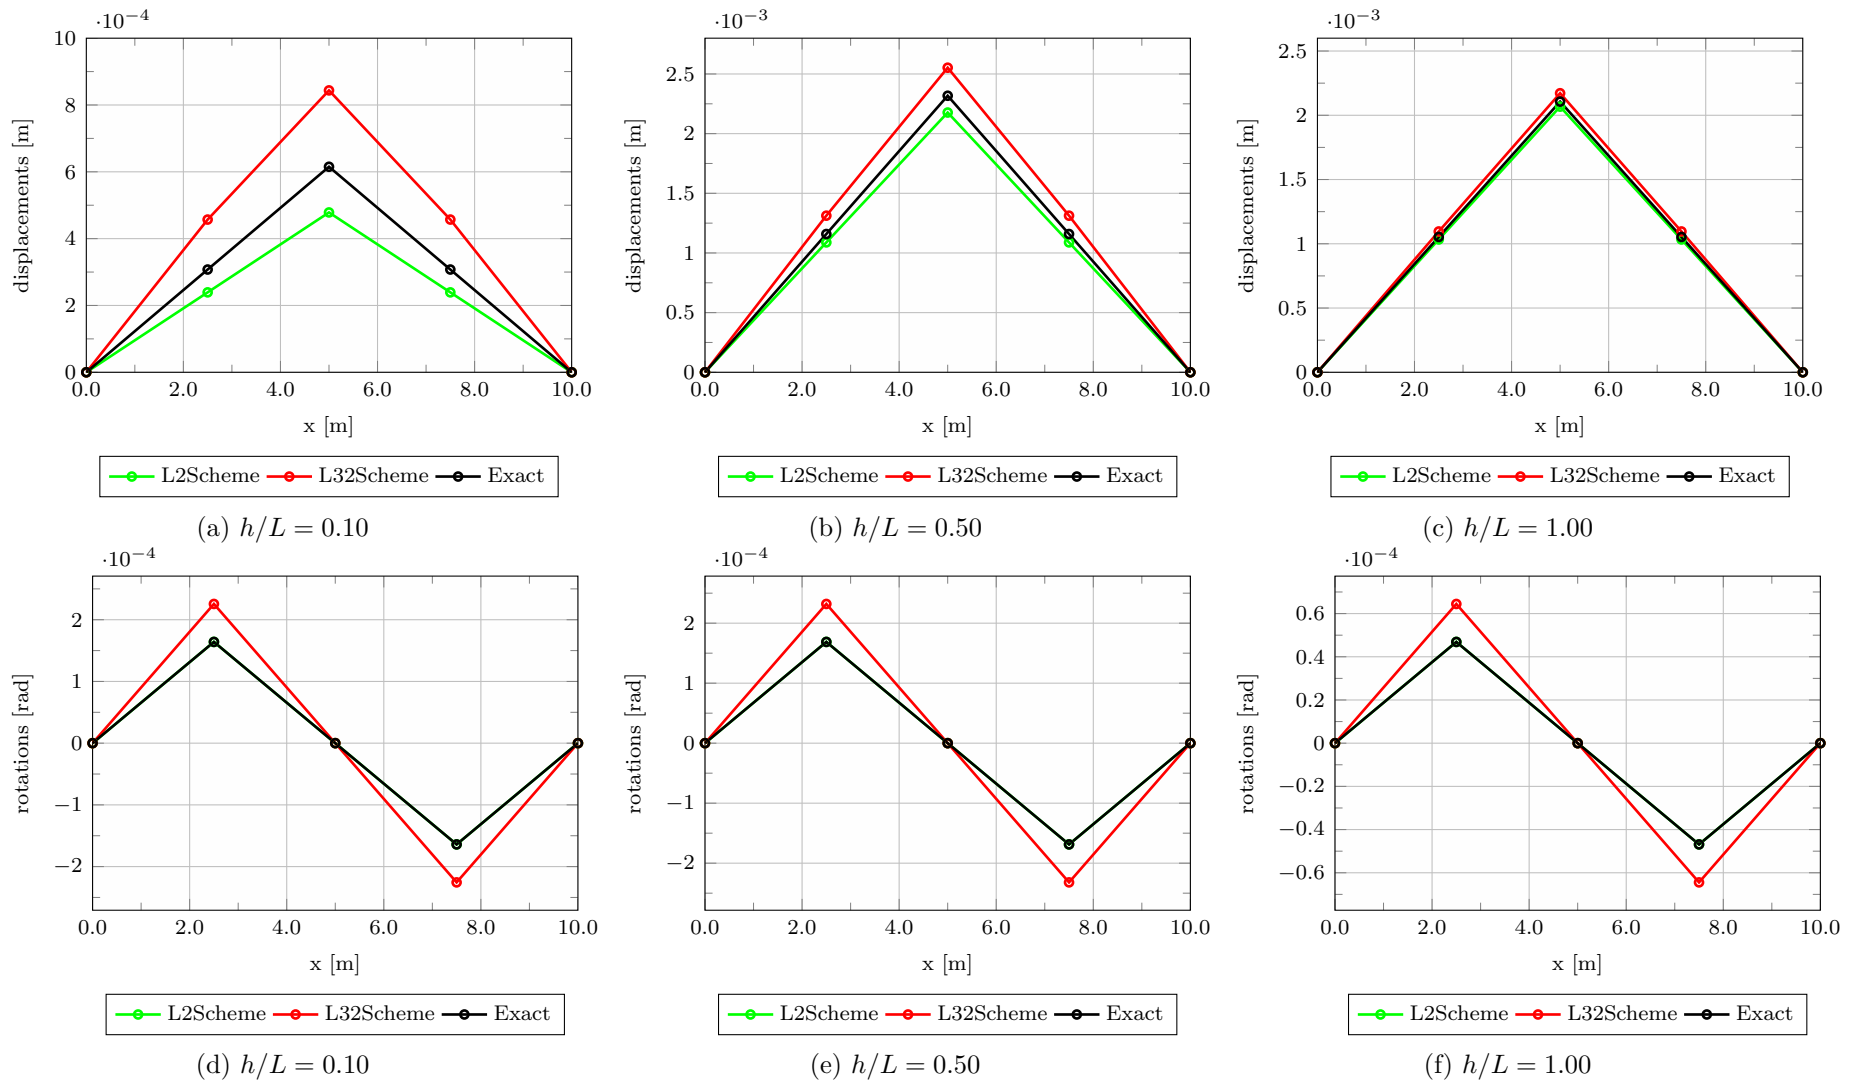 ·10⁻⁴
10
8
6
4
2
0
displacements [m]
0.0 2.0 4.0 6.0 8.0 10.0
x [m]
L2Scheme L32Scheme Exact
(a) h/L = 0.10
·10⁻³
2.5
2
1.5
1
0.5
0
displacements [m]
0.0 2.0 4.0 6.0 8.0 10.0
x [m]
L2Scheme L32Scheme Exact
(b) h/L = 0.50
·10⁻³
2.5
2
1.5
1
0.5
0
displacements [m]
0.0 2.0 4.0 6.0 8.0 10.0
x [m]
L2Scheme L32Scheme Exact
(c) h/L = 1.00
·10⁻⁴
2
1
0
−1
−2
rotations [rad]
0.0 2.0 4.0 6.0 8.0 10.0
x [m]
L2Scheme L32Scheme Exact
(d) h/L = 0.10
·10⁻⁴
2
1
0
−1
−2
rotations [rad]
0.0 2.0 4.0 6.0 8.0 10.0
x [m]
L2Scheme L32Scheme Exact
(e) h/L = 0.50
·10⁻⁴
0.6
0.4
0.2
0
−0.2
−0.4
−0.6
rotations [rad]
0.0 2.0 4.0 6.0 8.0 10.0
x [m]
L2Scheme L32Scheme Exact
(f) h/L = 1.00